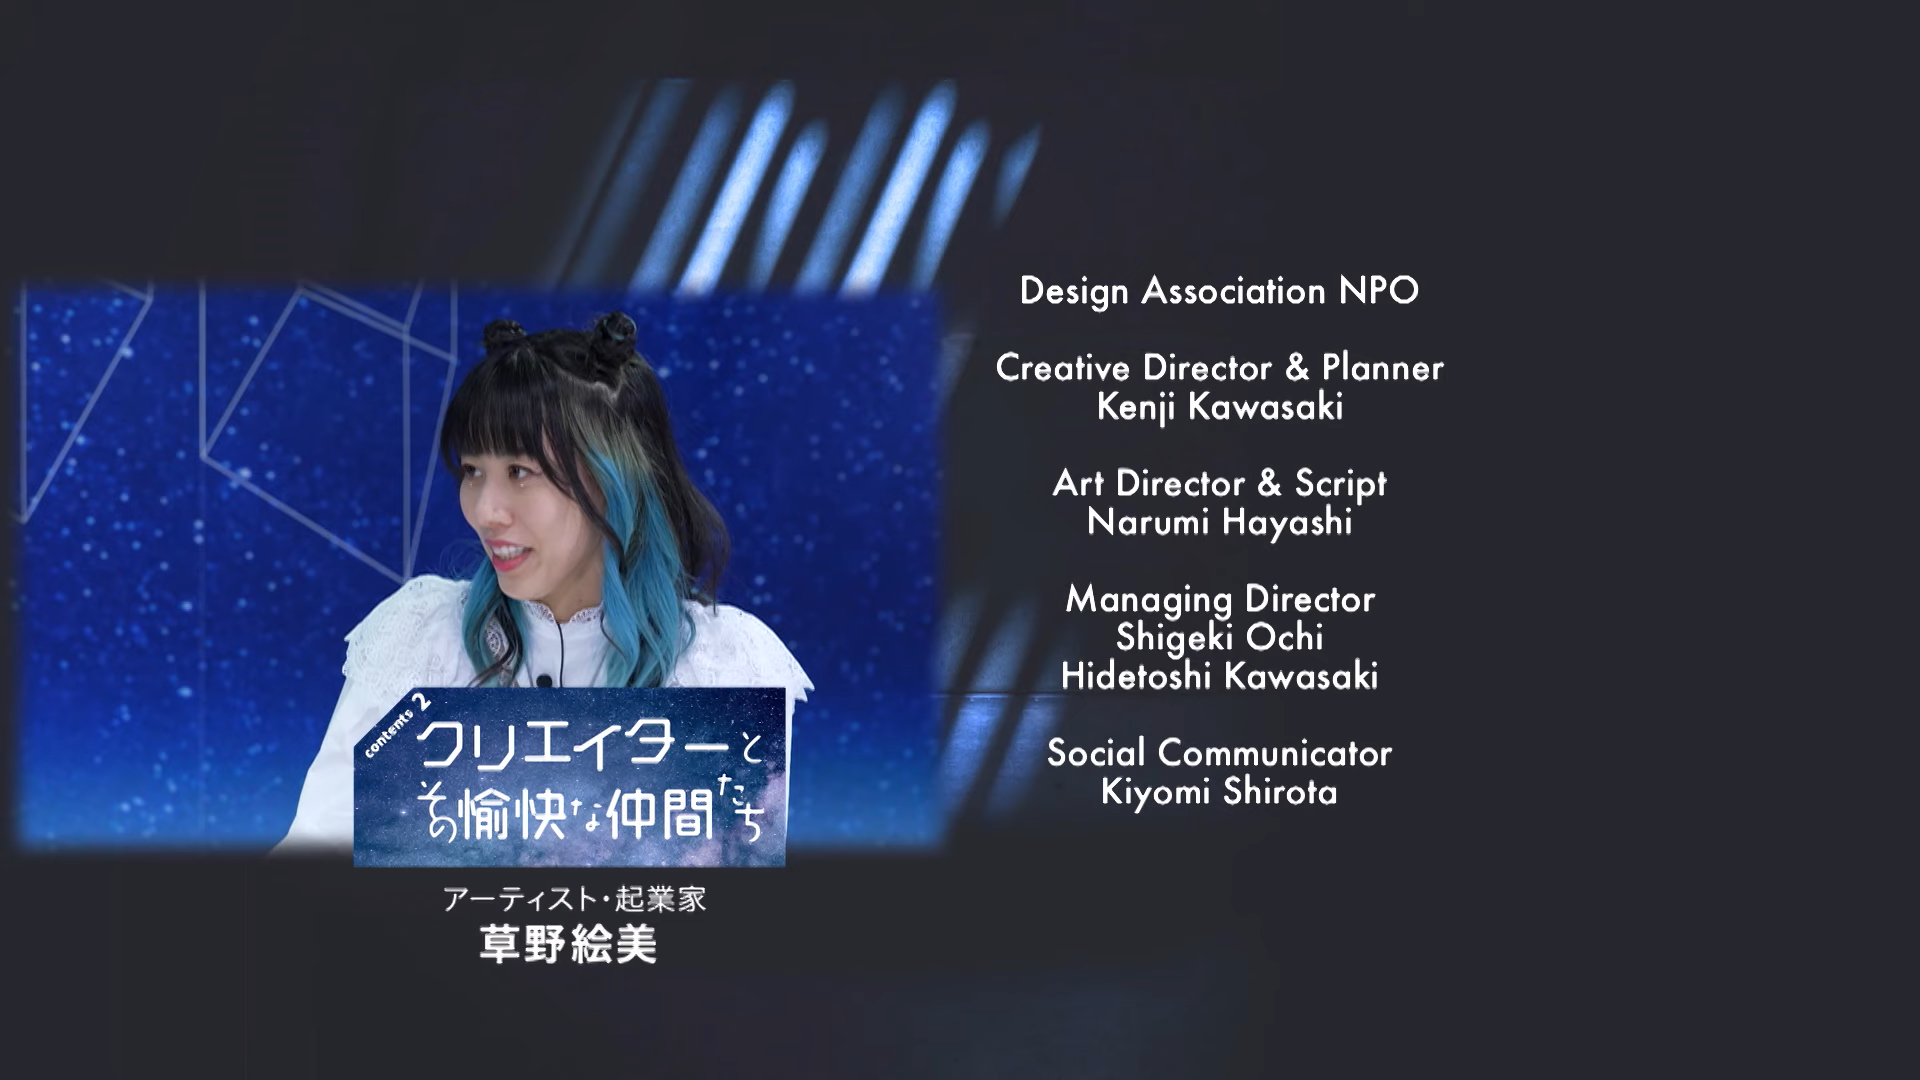 contents 2
クリエイターと
その愉快な仲間たち
アーティスト・起業家
草野絵美
Design Association NPO
Creative Director & Planner
Kenji Kawasaki
Art Director & Script
Narumi Hayashi
Managing Director
Shigeki Ochi
Hidetoshi Kawasaki
Social Communicator
Kiyomi Shirota